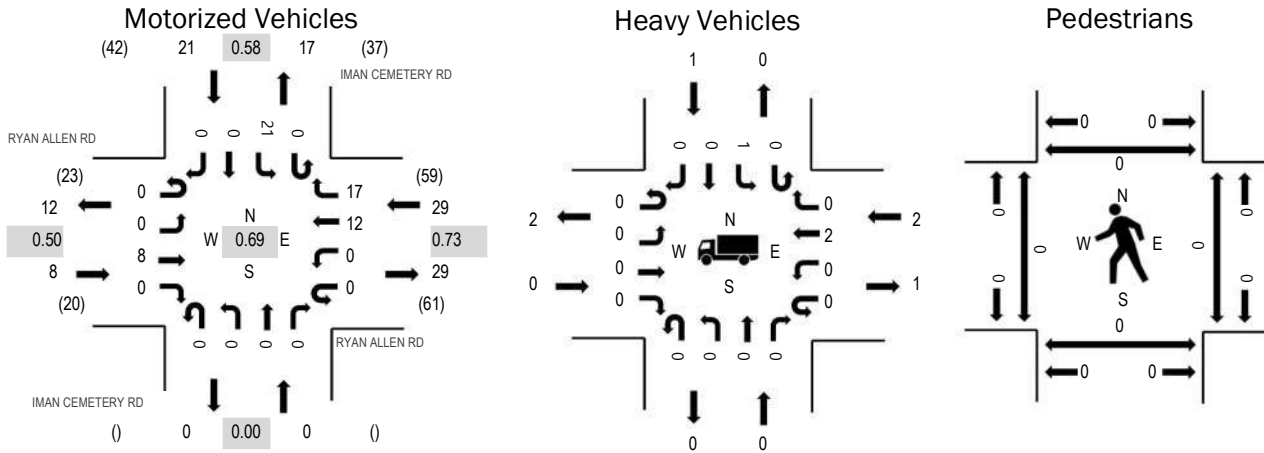 Motorized Vehicles
(42) 21 0.58 17 (37)
IMAN CEMETERY RD
RYAN ALLEN RD
0 0 21 0
(23) 0 17 (59)
12 0 12 29
0.50 N W 0.69 E S 0.73
8 8 0 29
(20) 0 0 (61)
0 0 0 0
RYAN ALLEN RD
IMAN CEMETERY RD
() 0 0.00 0 ()
Heavy Vehicles
1 0
0 0 1 0
0 0
2 0 2 2
N
W E
S
0 0 0 1
0 0
0 0 0 0
0 0
Pedestrians
0 0
0
0 N 0
W E
0 0
0 S 0
0
0 0